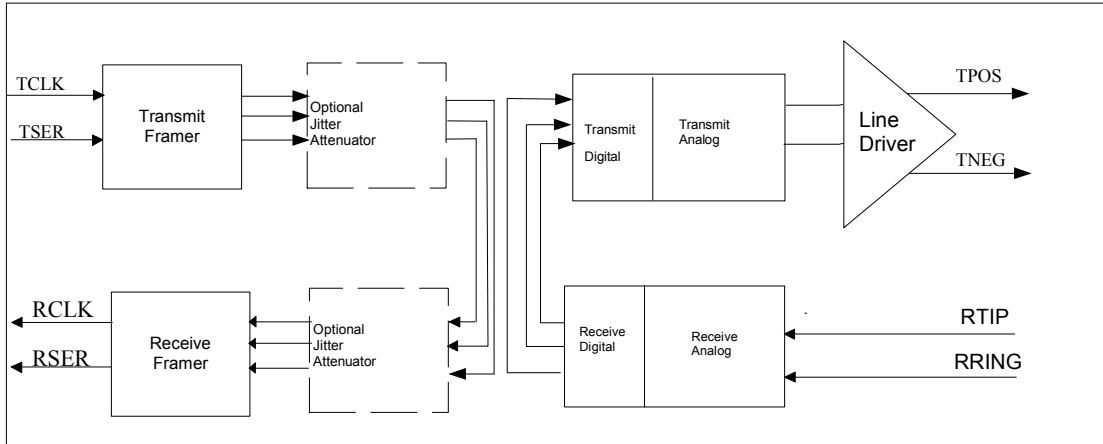 TCLK
TSER
Transmit
Framer
Optional
Jitter
Attenuator
Transmit
Digital
Transmit
Analog
Line
Driver
TPOS
TNEG
RCLK
RSER
Receive
Framer
Optional
Jitter
Attenuator
Receive
Digital
Receive
Analog
RTIP
RRING